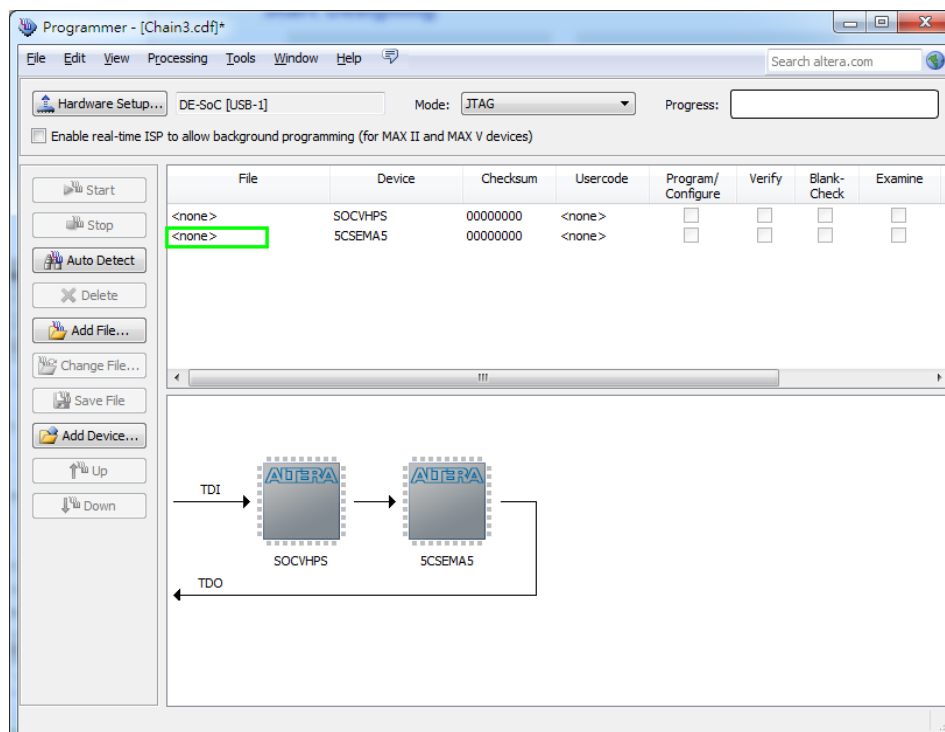 Programmer - [Chain3.cdf]*
File Edit View Processing Tools Window Help Search altera.com
Hardware Setup... DE-SoC [USB-1] Mode: JTAG Progress:
Enable real-time ISP to allow background programming (for MAX II and MAX V devices)
Start
Stop
Auto Detect
Delete
Add File...
Change File...
Save File
Add Device...
Up
Down
File Device Checksum Usercode Program/ Verify Blank- Examine
Configure Check
<none> SOCVHPS 00000000 <none>
<none> 5CSEMA5 00000000 <none>
ALTERA ALTERA
TDI
SOCVHPS 5CSEMA5
TDO